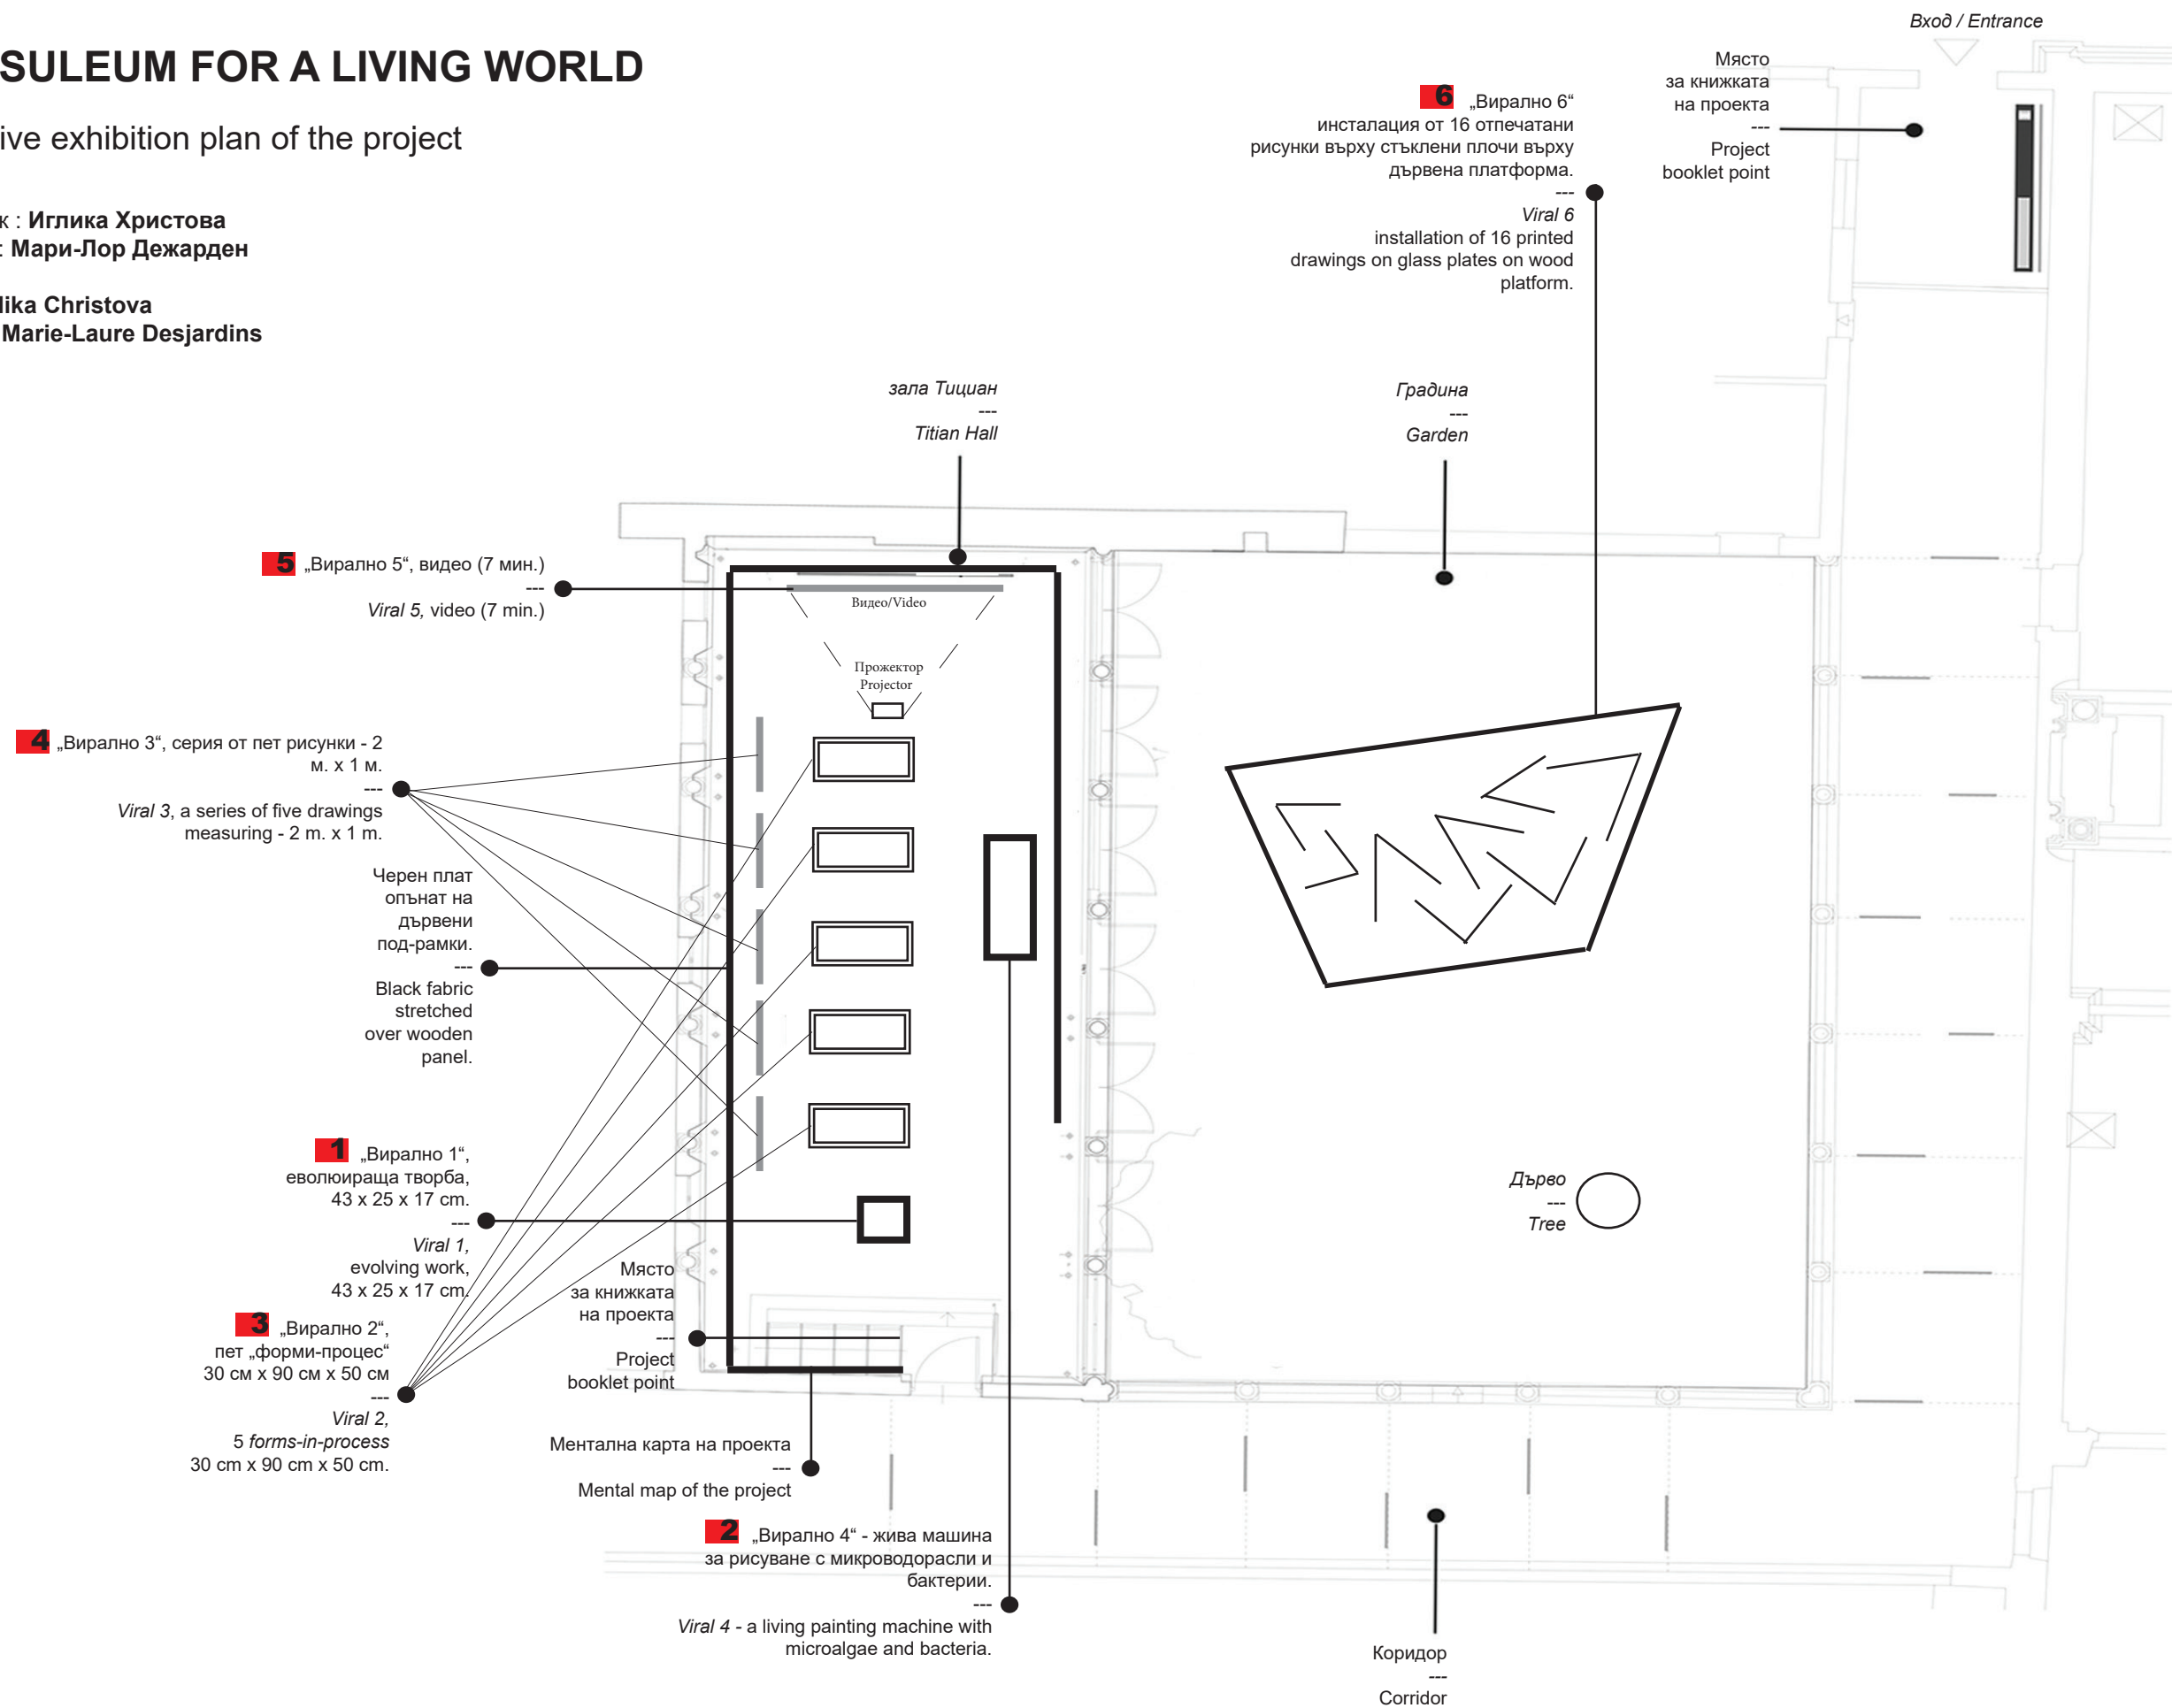 SULEUM FOR A LIVING WORLD
ive exhibition plan of the project
к : Иглика Христова
: Мари-Лор Дежарден
lika Christova
Marie-Laure Desjardins
Вход / Entrance
Място
за книжката
на проекта
---
Project
booklet point
6 „Вирално 6“
инсталация от 16 отпечатани
рисунки върху стъклени плочи върху
дървена платформа.
---
Viral 6
installation of 16 printed
drawings on glass plates on wood
platform.
зала Тициан
---
Titian Hall
Градина
---
Garden
5 „Вирално 5“, видео (7 мин.)
---
Viral 5, video (7 min.)
Видео/Video
Прожектор
Projector
4 „Вирално 3“, серия от пет рисунки - 2
м. х 1 м.
---
Viral 3, a series of five drawings
measuring - 2 m. x 1 m.
Черен плат
опънат на
дървени
под-рамки.
---
Black fabric
stretched
over wooden
panel.
1 „Вирално 1“,
еволюираща творба,
43 x 25 x 17 cm.
---
Viral 1,
evolving work,
43 x 25 x 17 cm.
Дърво
---
Tree
Място
за книжката
на проекта
---
Project
booklet point
3 „Вирално 2“,
пет „форми-процес“
30 см х 90 см х 50 см
---
Viral 2,
5 forms-in-process
30 cm x 90 cm x 50 cm.
Ментална карта на проекта
---
Mental map of the project
2 „Вирално 4“ - жива машина
за рисуване с микроводорасли и
бактерии.
---
Viral 4 - a living painting machine with
microalgae and bacteria.
Коридор
---
Corridor